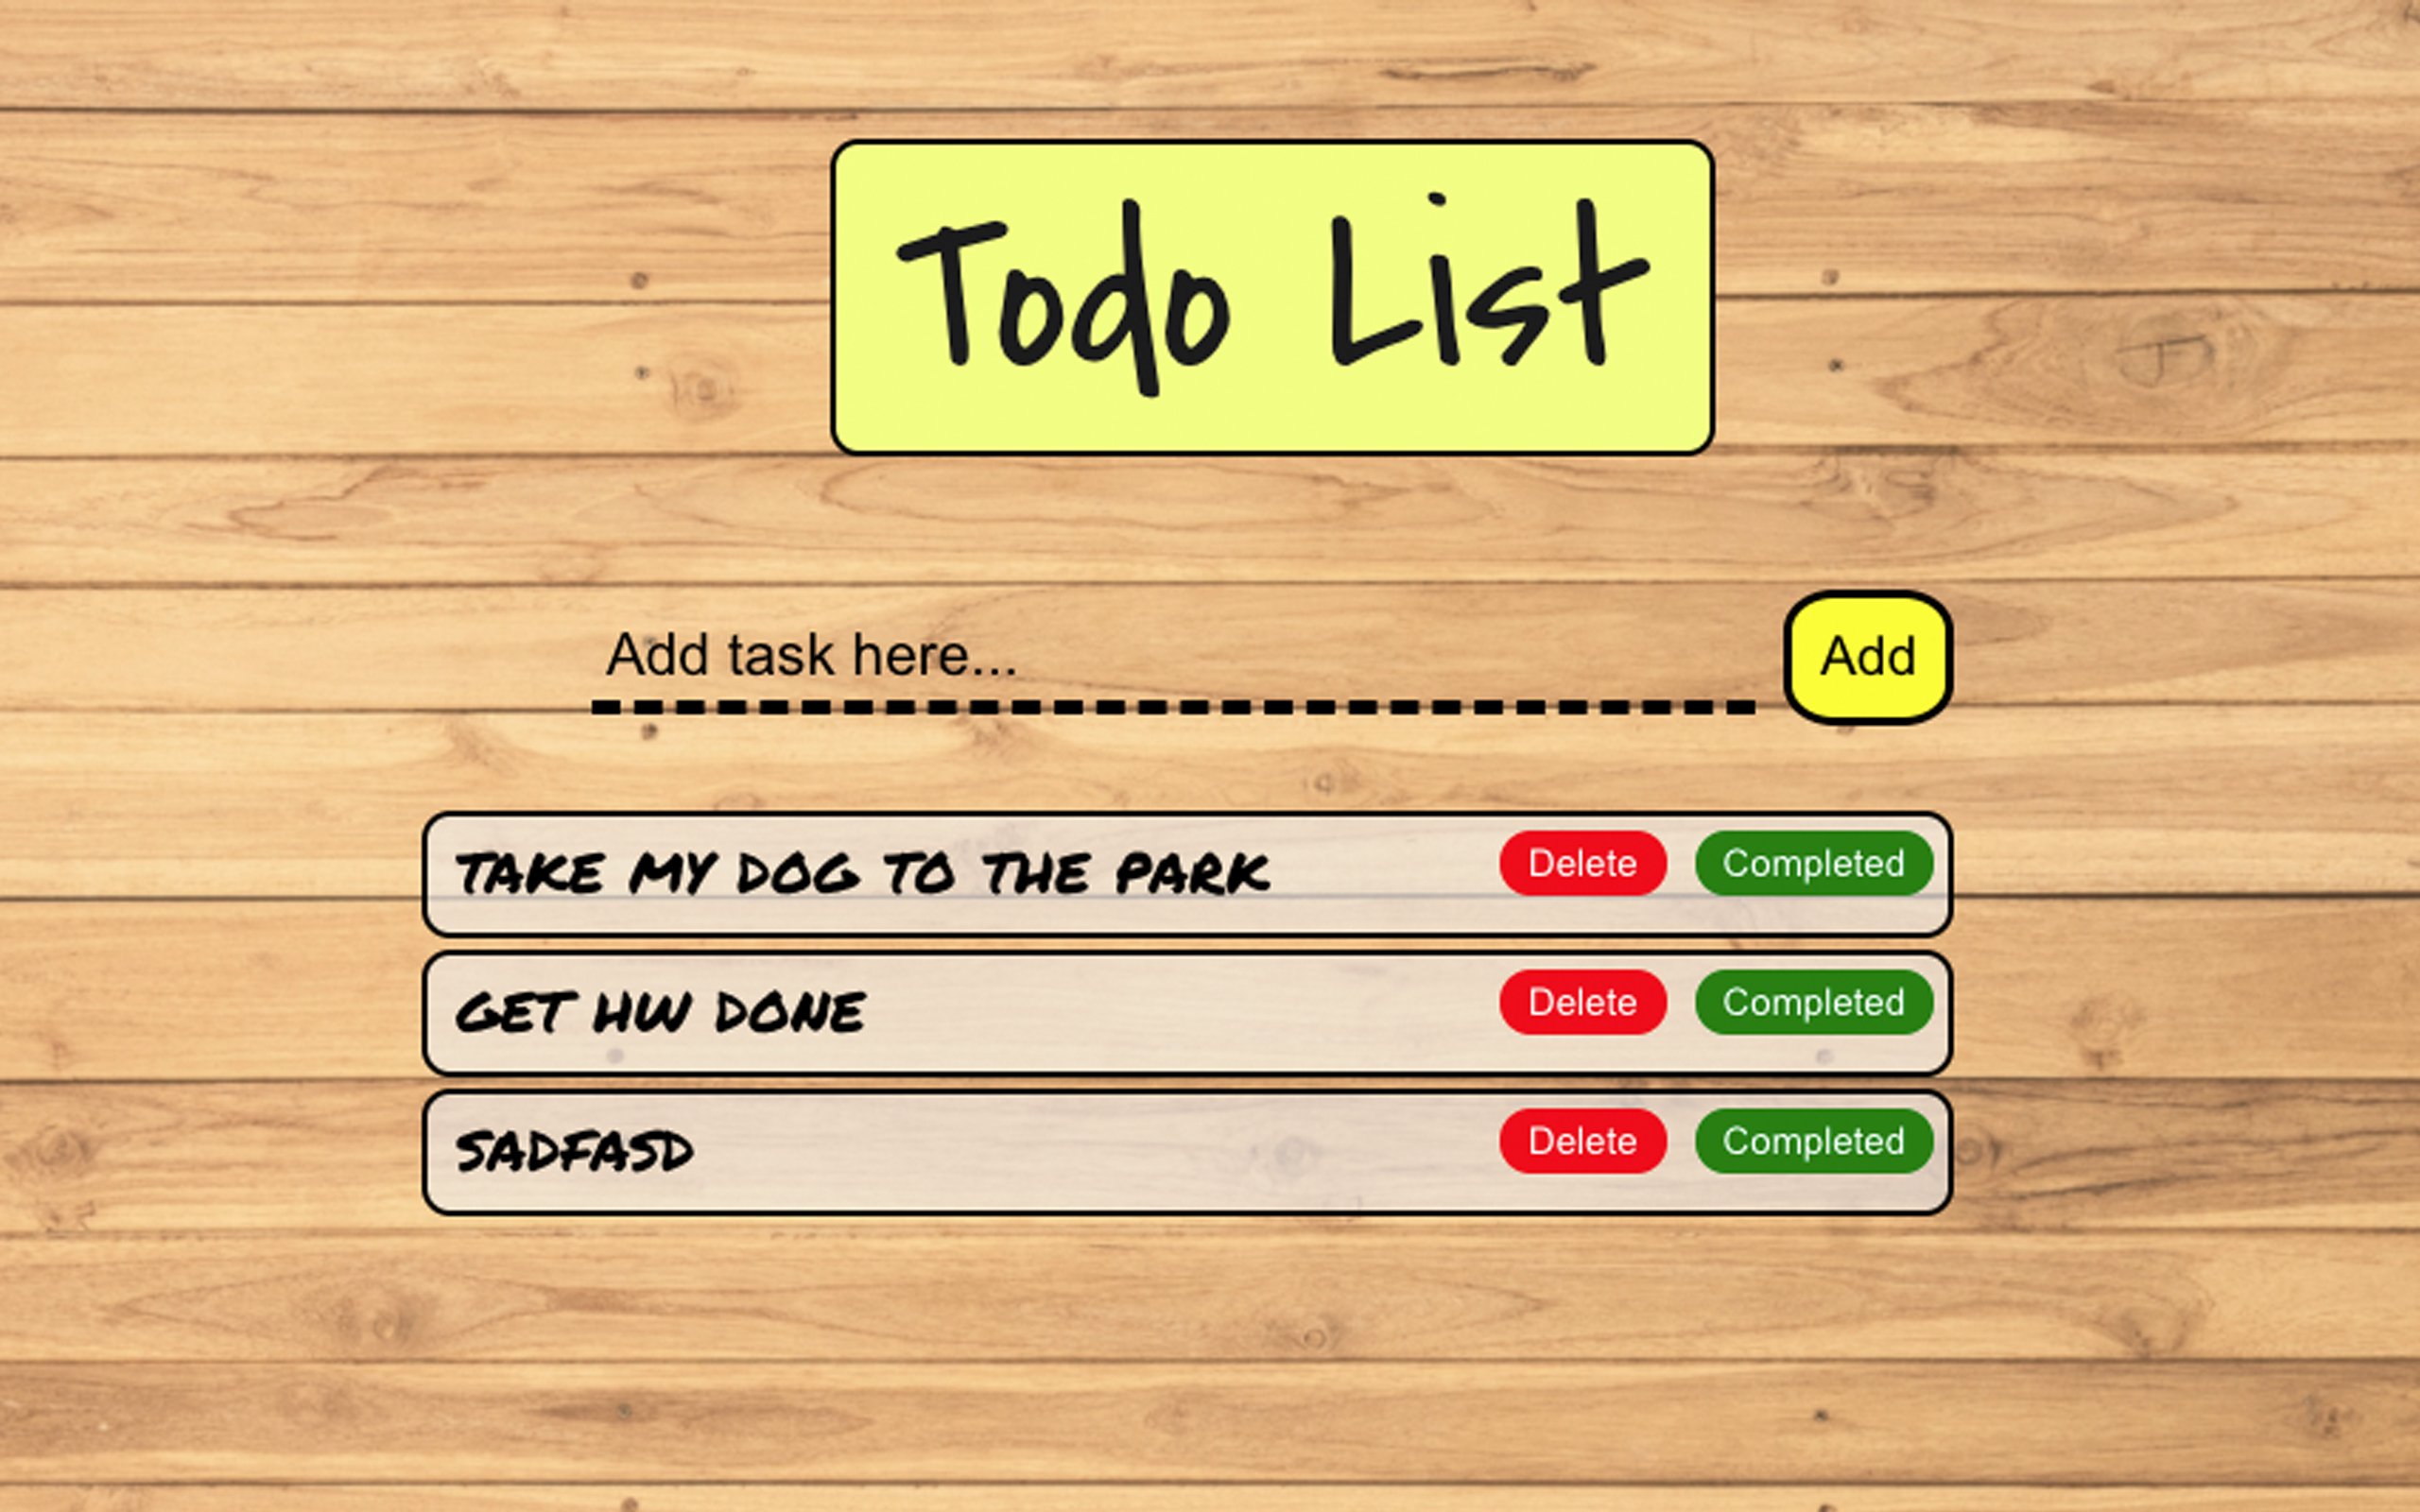 Todo List
Add task here...
Add
TAKE MY DOG TO THE PARK
Delete
Completed
GET HW DONE
Delete
Completed
SADFASD
Delete
Completed